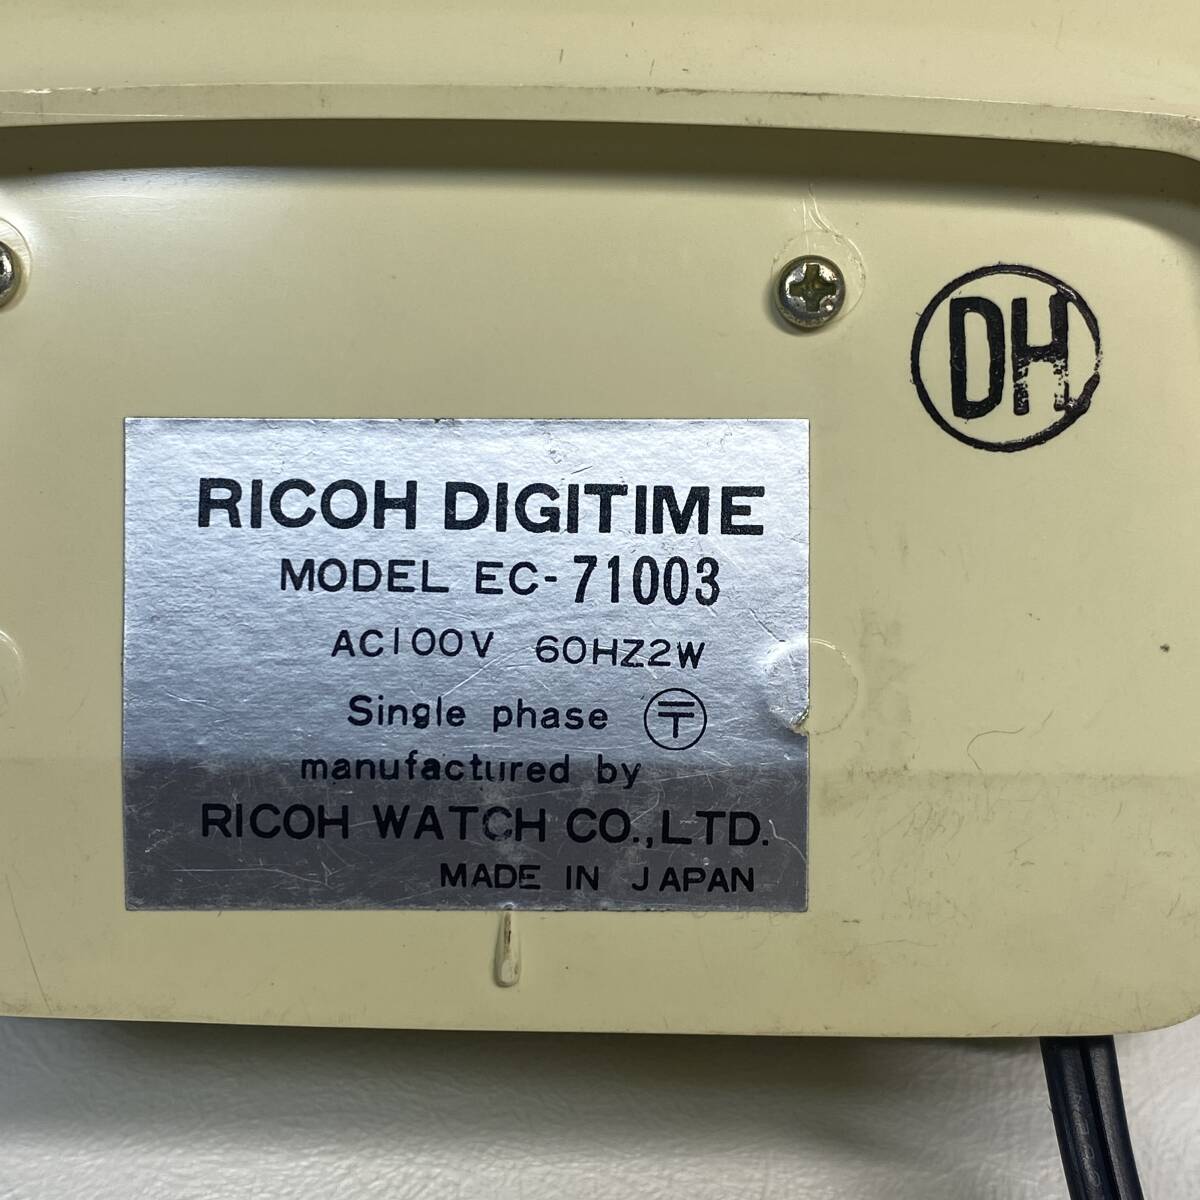 DH
RICOH DIGITIME
MODEL EC-71003
AC100V 60HZ2W
Single phase 〒
manufactured by
RICOH WATCH CO.,LTD.
MADE IN JAPAN